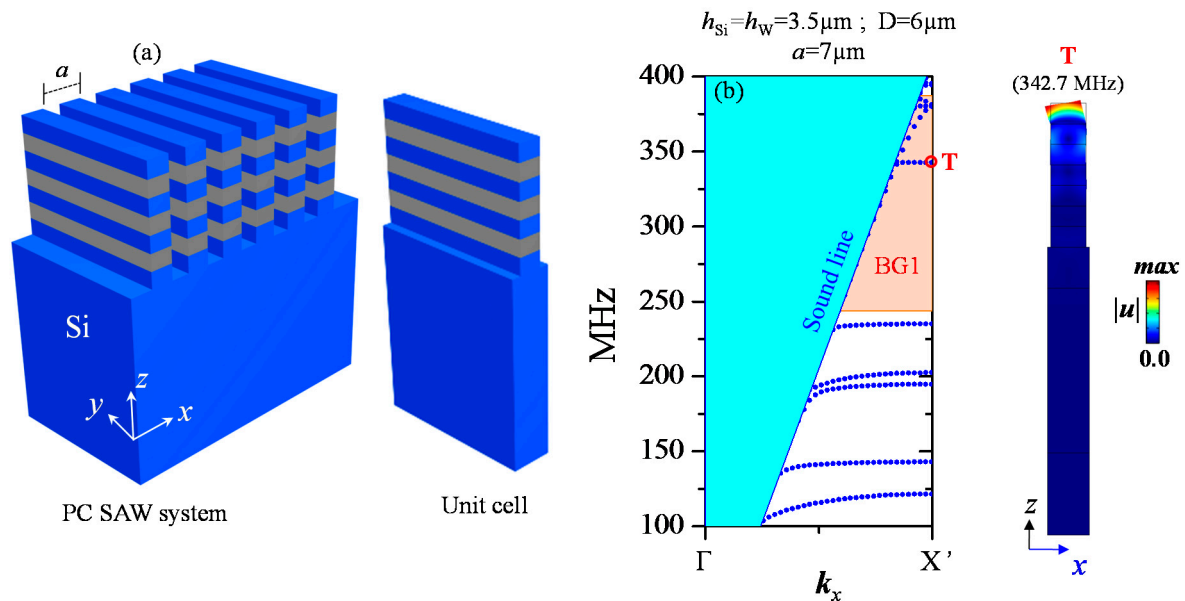 (a)
a
Si
z
y
x
PC SAW system
Unit cell
h_Si=h_W=3.5µm ; D=6µm
a=7µm
(b)
400
350
300
250
200
150
100
MHz
Sound line
BG1
T
Γ
X’
k_x
T
(342.7 MHz)
max
|u|
0.0
z
x